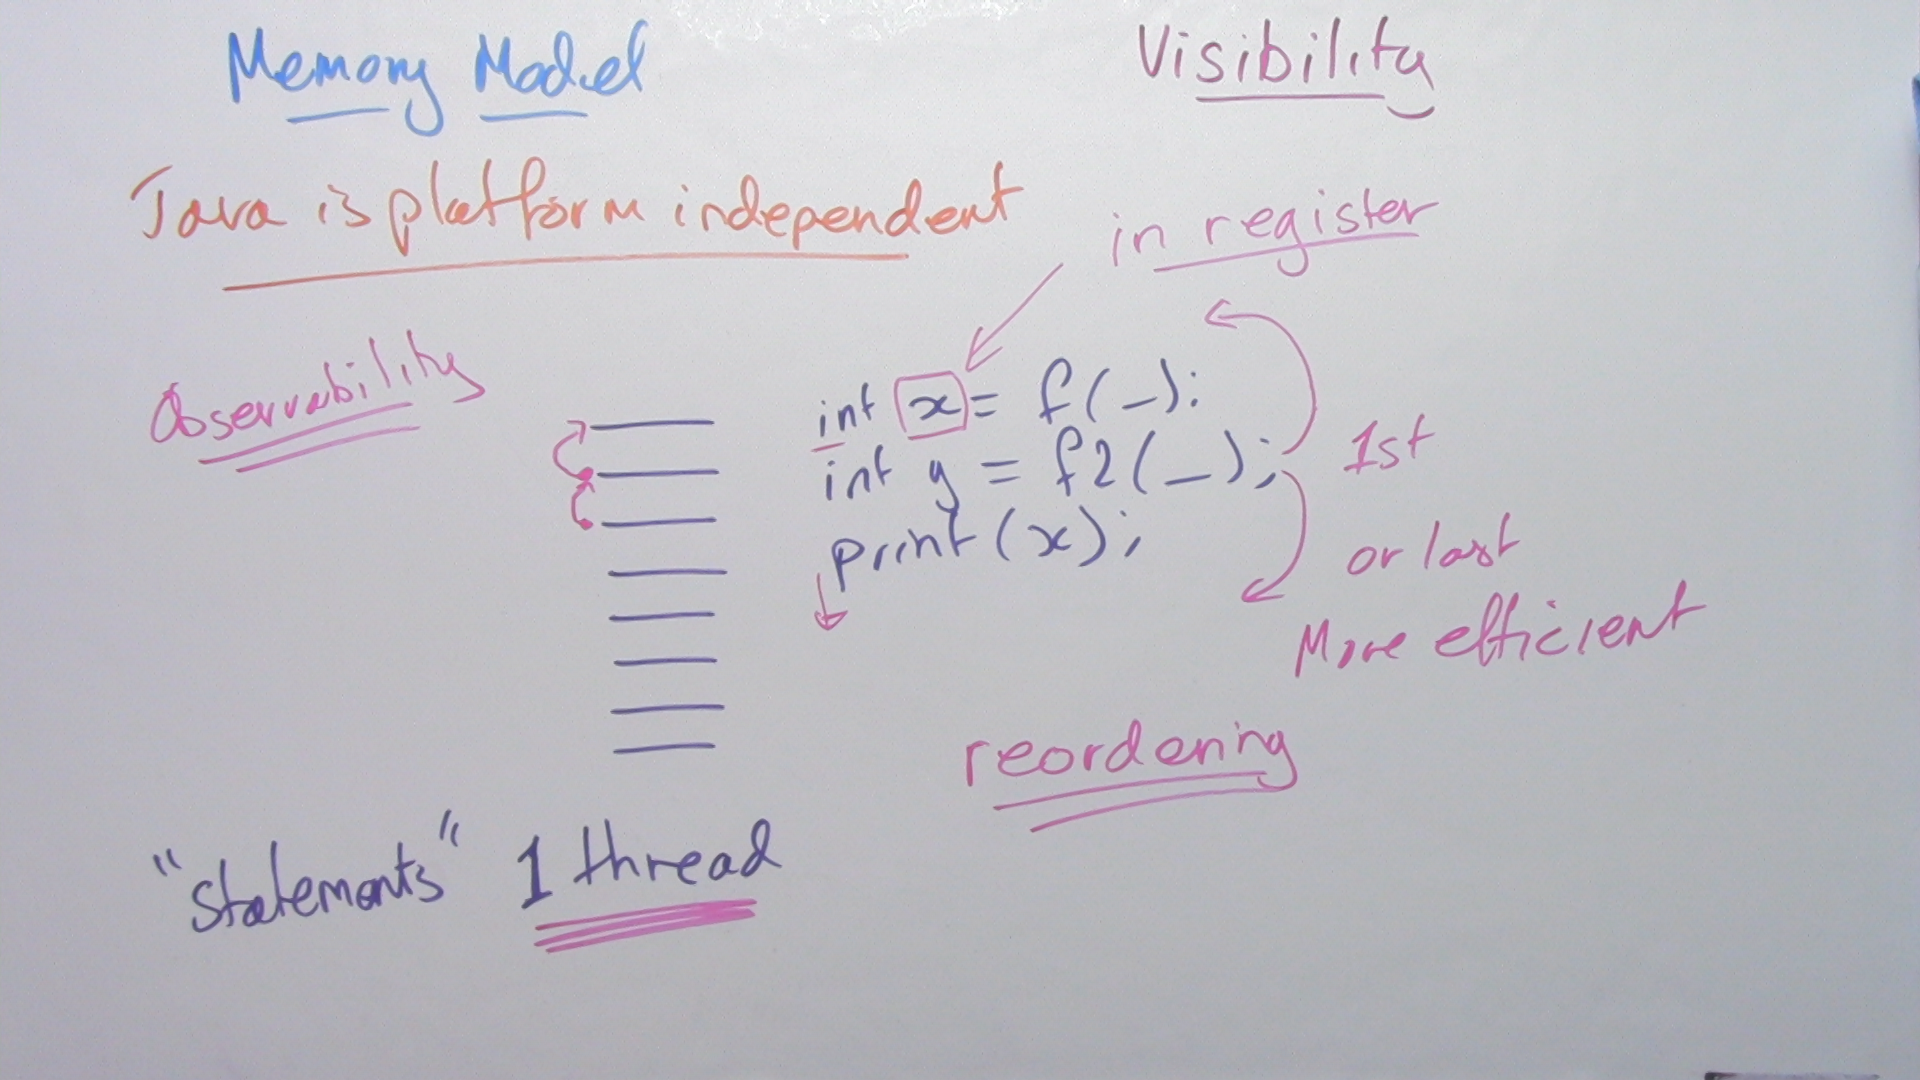 Memory Model
Visibility
Java is platform independent
in register
Observability
int x = f(_);
int y = f2(_);
print(x);
1st
or last
More efficient
reordering
"statements" 1 thread